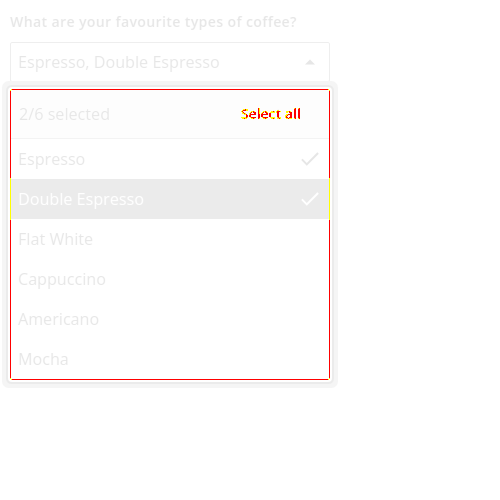 What are your favourite types of coffee?
Espresso, Double Espresso
2/6 selected Select all
Espresso
Double Espresso
Flat White
Cappuccino
Americano
Mocha